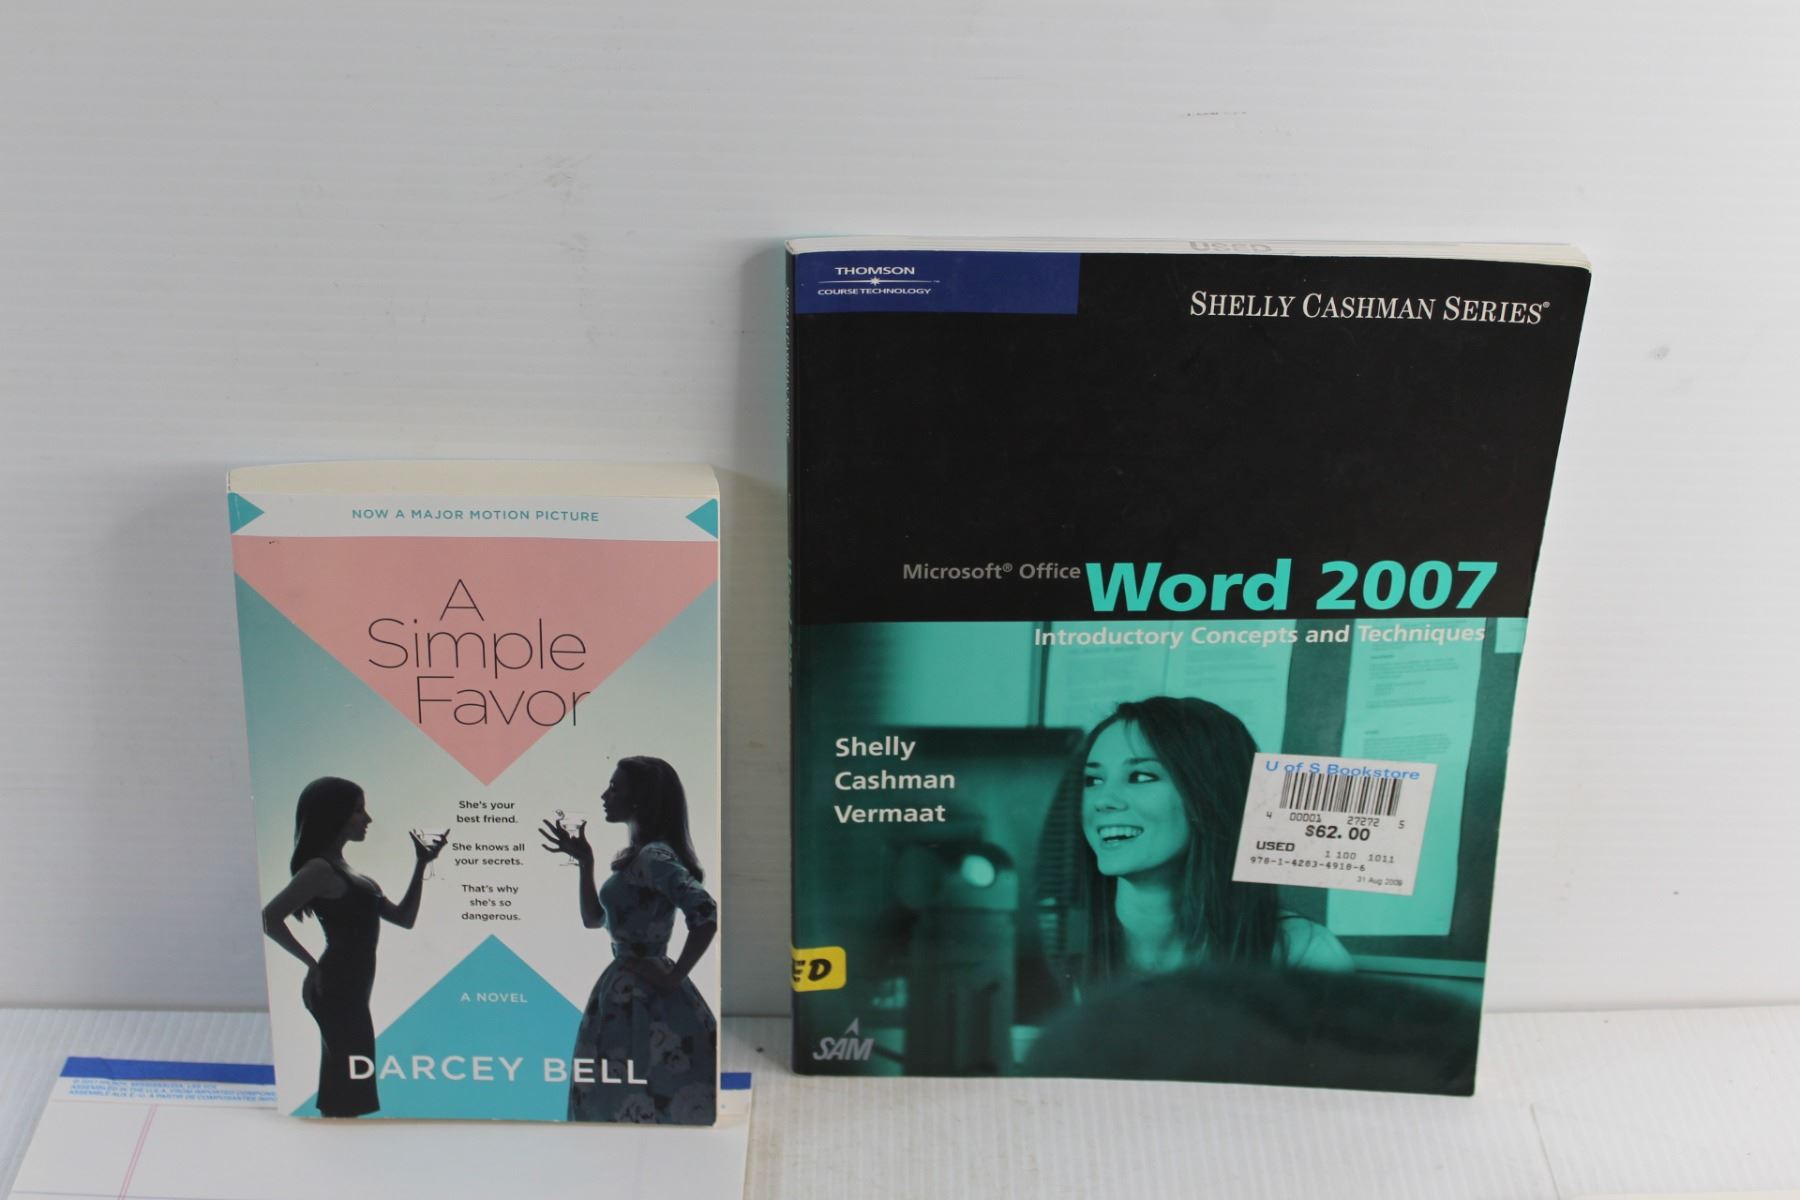 NOW A MAJOR MOTION PICTURE
A
Simple
Favor
She's your
best friend.
She knows all
your secrets.
That's why
she's so
dangerous.
A NOVEL
DARCEY BELL
USED
THOMSON
COURSE TECHNOLOGY
SHELLY CASHMAN SERIES®
Microsoft® Office Word 2007
Introductory Concepts and Techniques
Shelly
Cashman
Vermaat
U of S Bookstore
4 00001 27272 5
$62.00
USED 1 100 1011
978-1-4283-4918-6
31 Aug 2009
ED
SAM